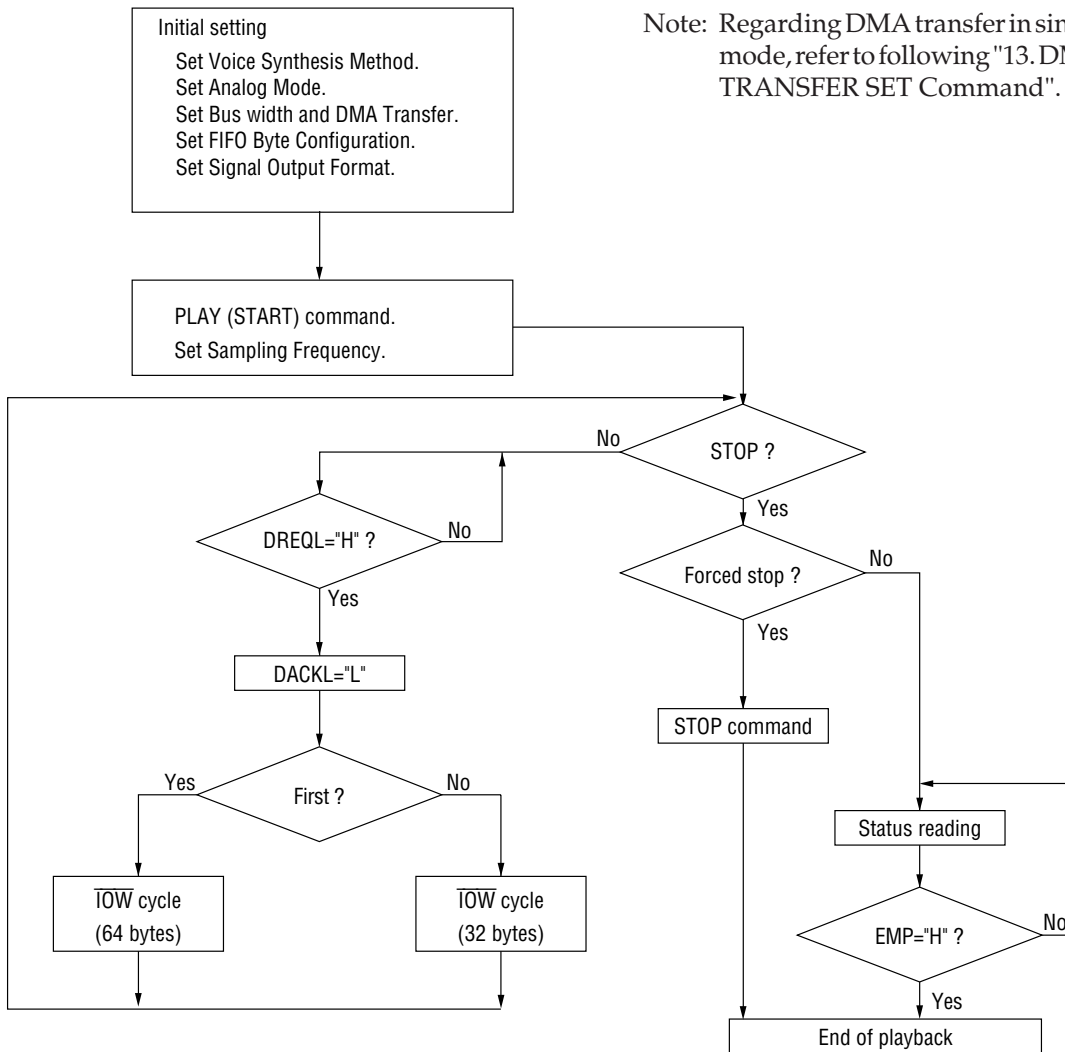 Initial setting
Set Voice Synthesis Method.
Set Analog Mode.
Set Bus width and DMA Transfer.
Set FIFO Byte Configuration.
Set Signal Output Format.
Note: Regarding DMA transfer in sin
mode, refer to following "13. DM
TRANSFER SET Command".
PLAY (START) command.
Set Sampling Frequency.
STOP ?
No
Yes
DREQL="H" ?
No
Yes
Forced stop ?
No
Yes
DACKL="L"
STOP command
First ?
Yes
No
Status reading
IOW cycle
(64 bytes)
IOW cycle
(32 bytes)
EMP="H" ?
No
Yes
End of playback